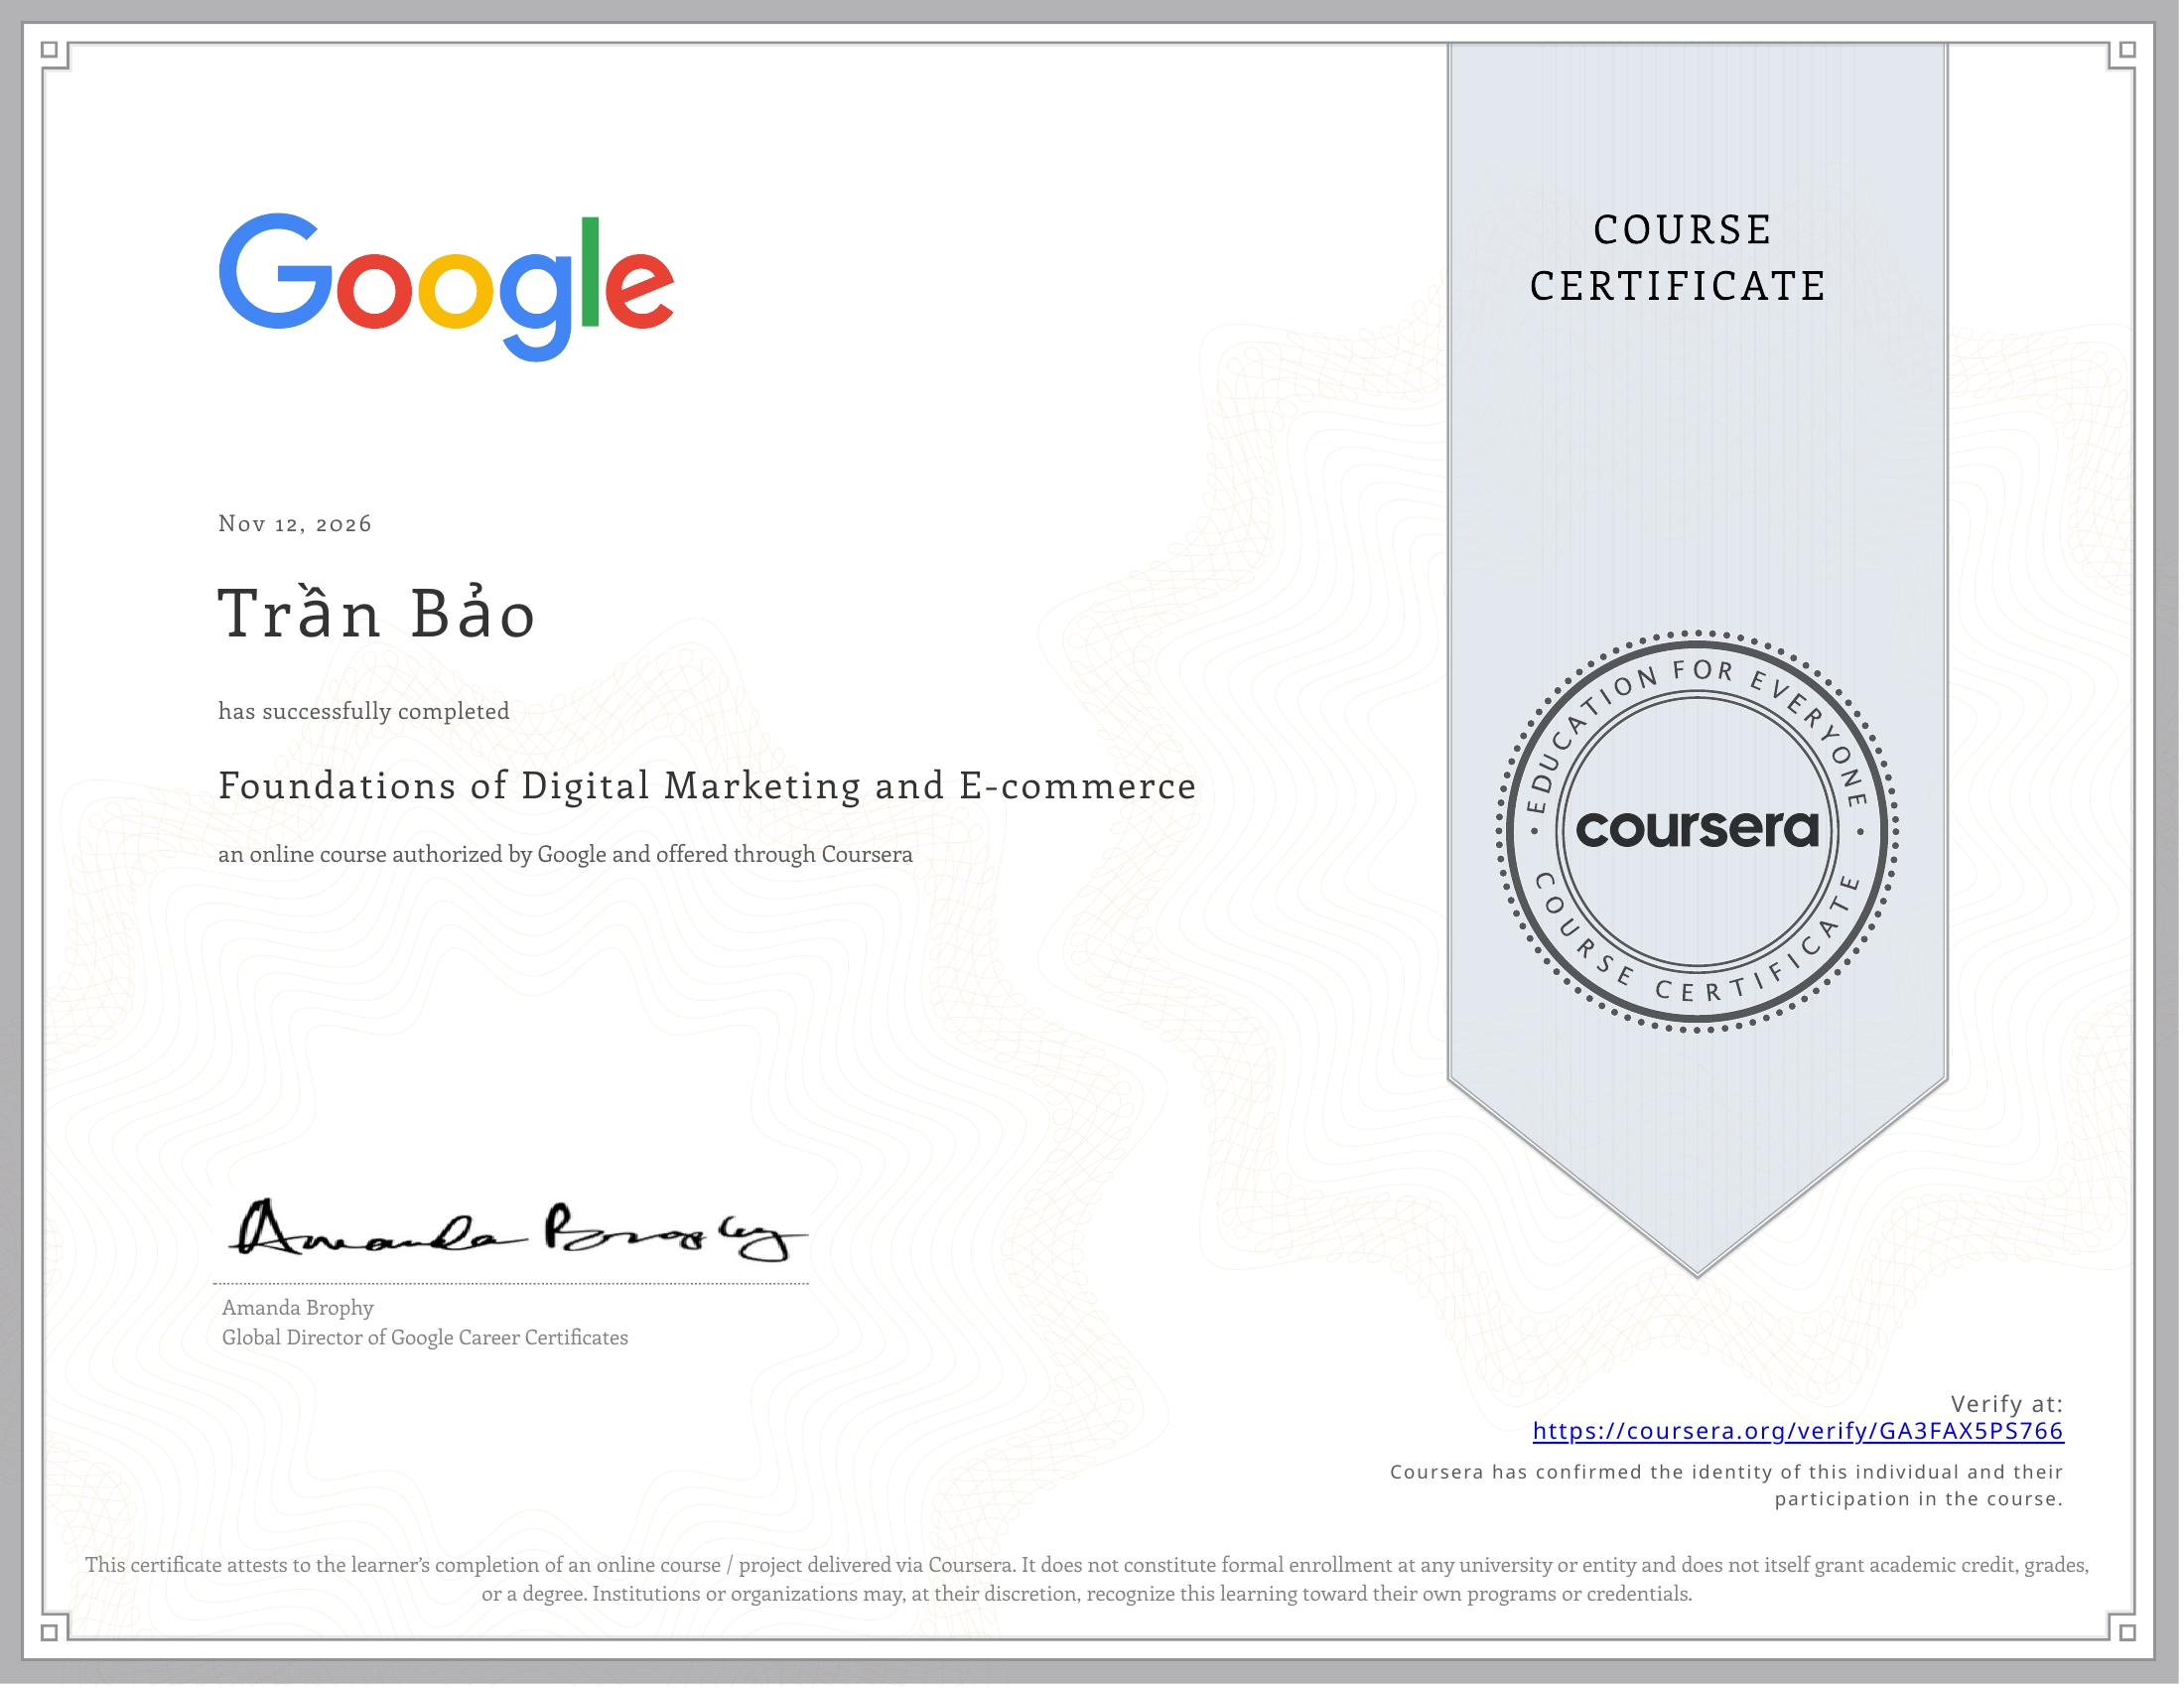 Google
COURSE
CERTIFICATE
Nov 12, 2026
Trần Bảo
has successfully completed
Foundations of Digital Marketing and E-commerce
an online course authorized by Google and offered through Coursera
EDUCATION FOR EVERYONE
coursera
COURSE CERTIFICATE
Amanda Brophy
Amanda Brophy
Global Director of Google Career Certificates
Verify at:
https://coursera.org/verify/GA3FAX5PS766
Coursera has confirmed the identity of this individual and their
participation in the course.
This certificate attests to the learner's completion of an online course / project delivered via Coursera. It does not constitute formal enrollment at any university or entity and does not itself grant academic credit, grades,
or a degree. Institutions or organizations may, at their discretion, recognize this learning toward their own programs or credentials.